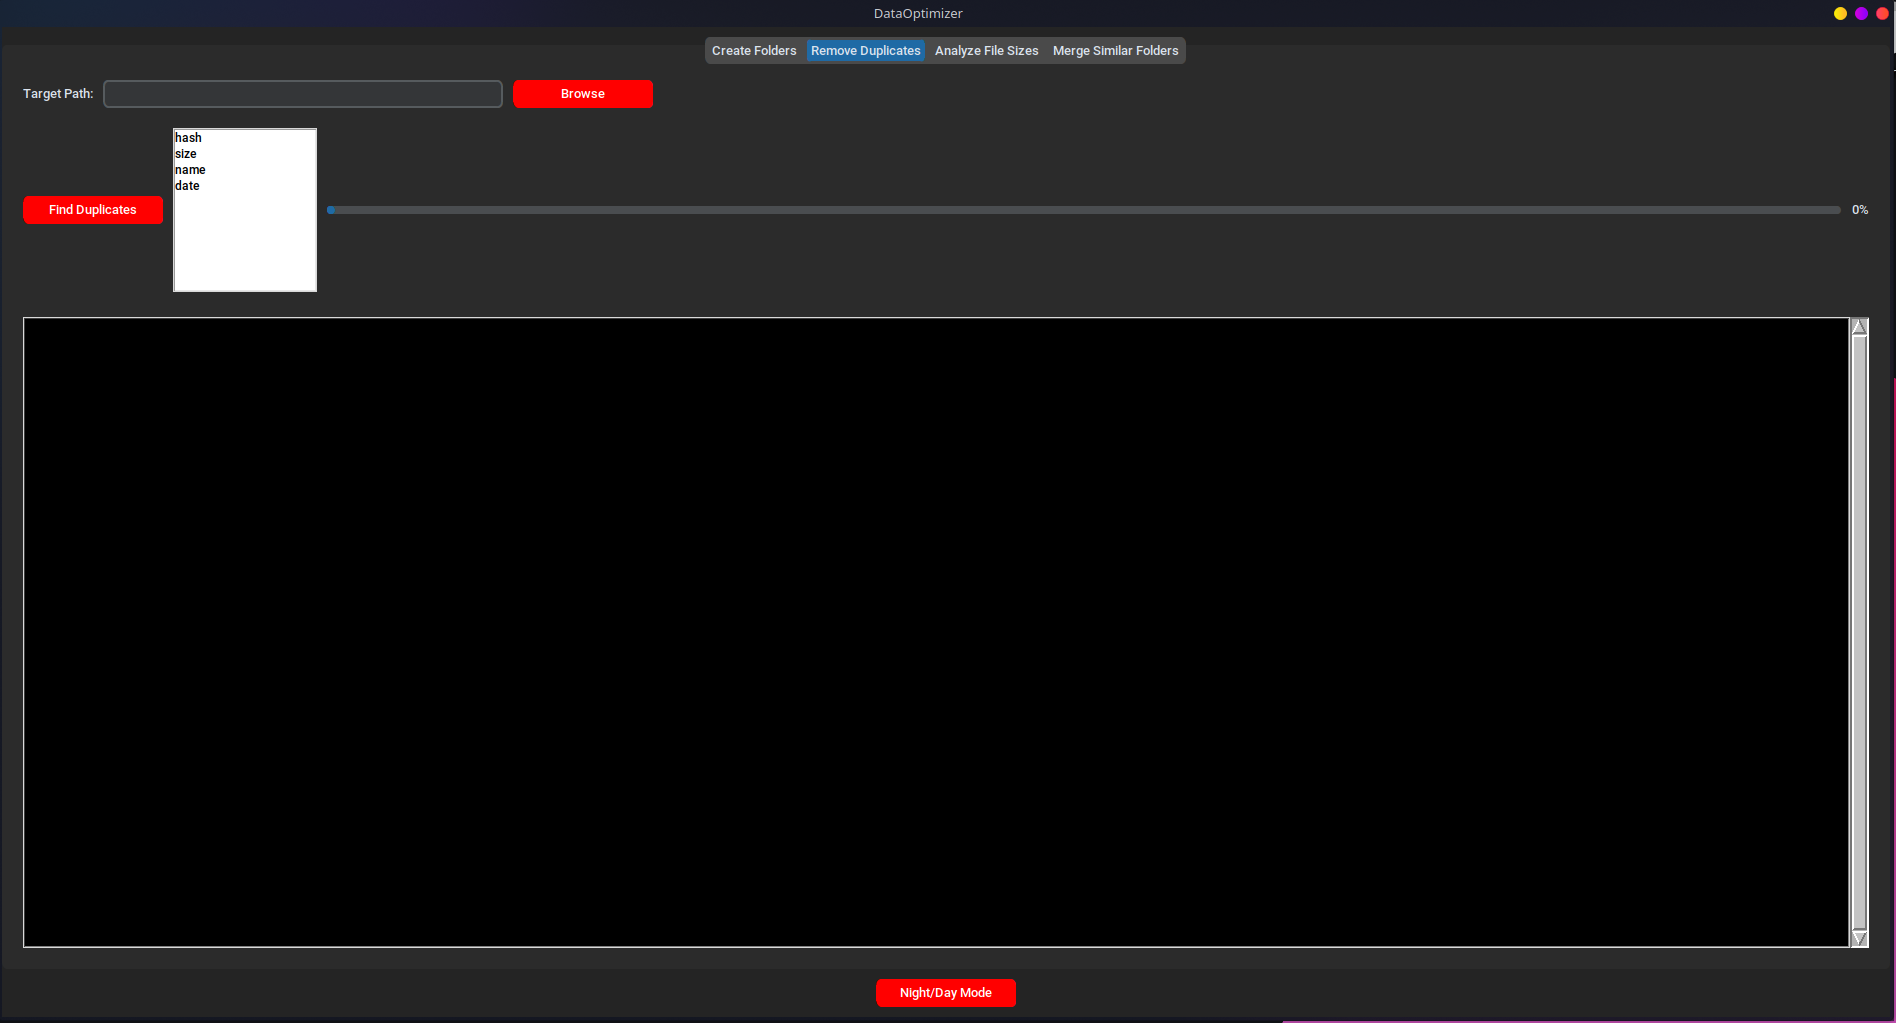 DataOptimizer
Create Folders Remove Duplicates Analyze File Sizes Merge Similar Folders
Target Path: Browse
hash
size
name
date
Find Duplicates 0%
Night/Day Mode